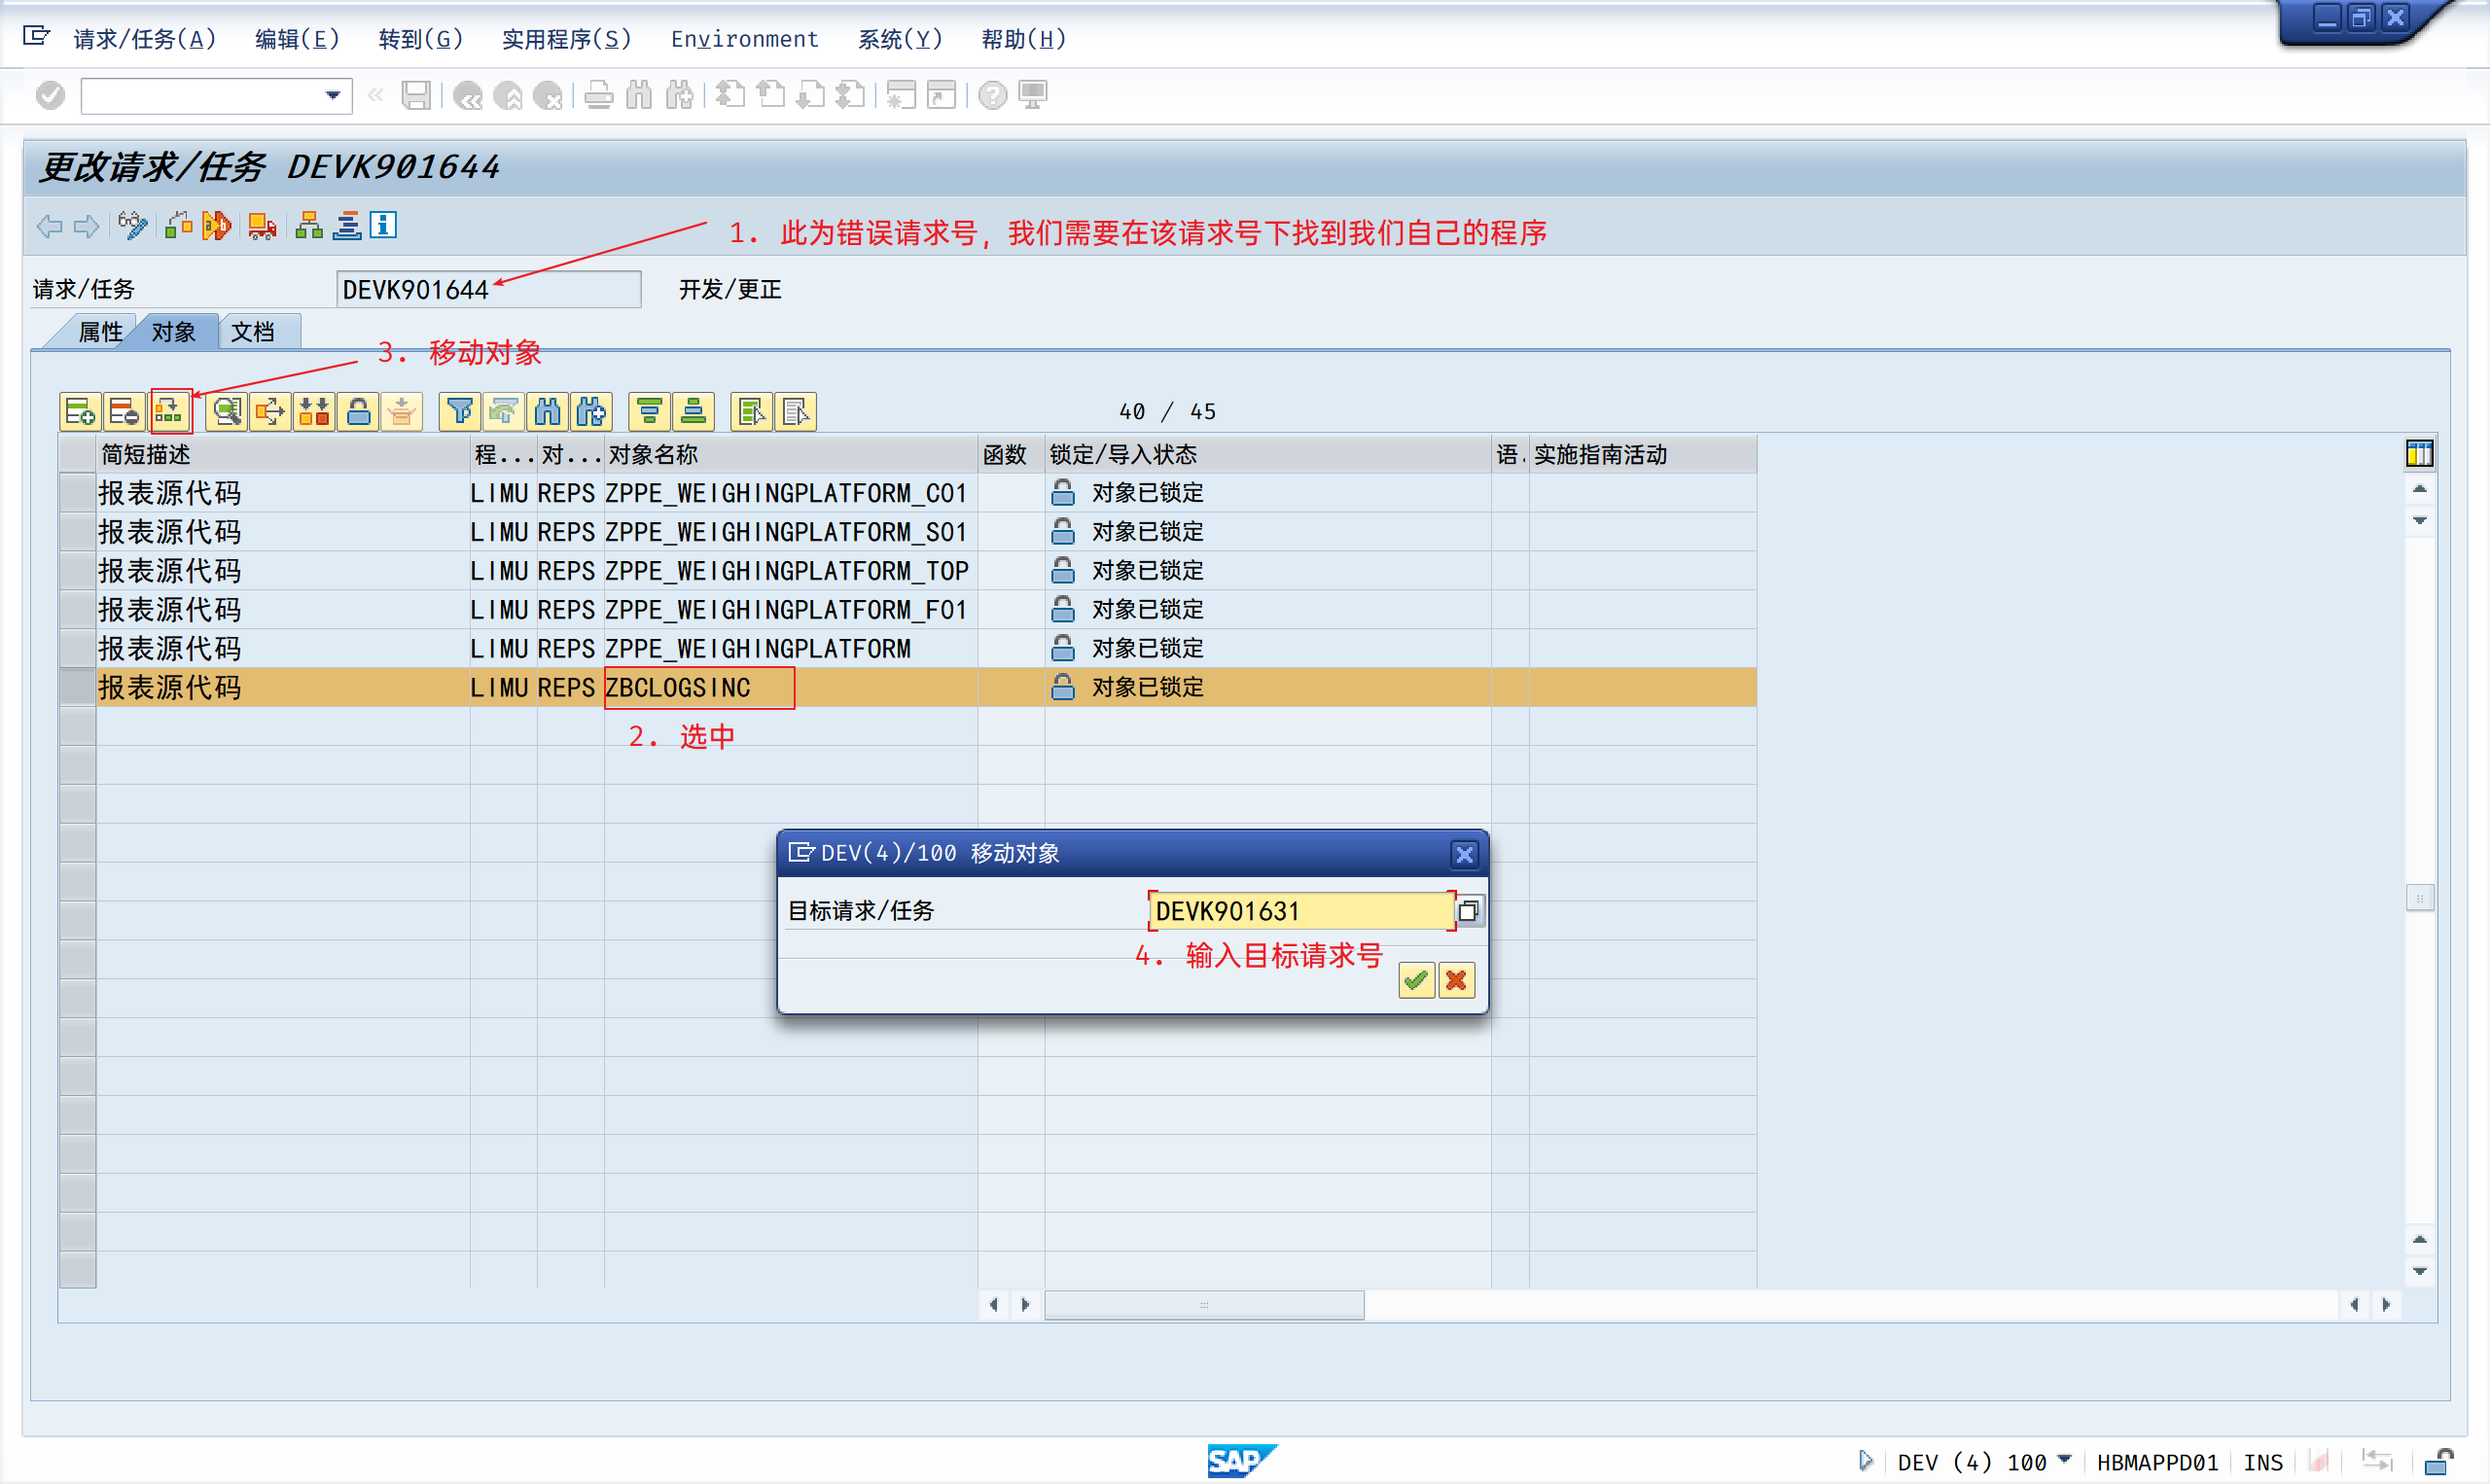 请求/任务(A) 编辑(E) 转到(G) 实用程序(S) Environment 系统(Y) 帮助(H)
更改请求/任务 DEVK901644
1. 此为错误请求号，我们需要在该请求号下找到我们自己的程序
请求/任务 DEVK901644 开发/更正
属性 对象 文档
3. 移动对象
40 / 45
简短描述 程... 对... 对象名称 函数 锁定/导入状态 语. 实施指南活动
报表源代码 LIMU REPS ZPPE_WEIGHINGPLATFORM_C01 对象已锁定
报表源代码 LIMU REPS ZPPE_WEIGHINGPLATFORM_S01 对象已锁定
报表源代码 LIMU REPS ZPPE_WEIGHINGPLATFORM_TOP 对象已锁定
报表源代码 LIMU REPS ZPPE_WEIGHINGPLATFORM_F01 对象已锁定
报表源代码 LIMU REPS ZPPE_WEIGHINGPLATFORM 对象已锁定
报表源代码 LIMU REPS ZBCLOGSINC 对象已锁定
2. 选中
DEV(4)/100 移动对象
目标请求/任务 DEVK901631
4. 输入目标请求号
SAP DEV (4) 100 HBMAPPD01 INS